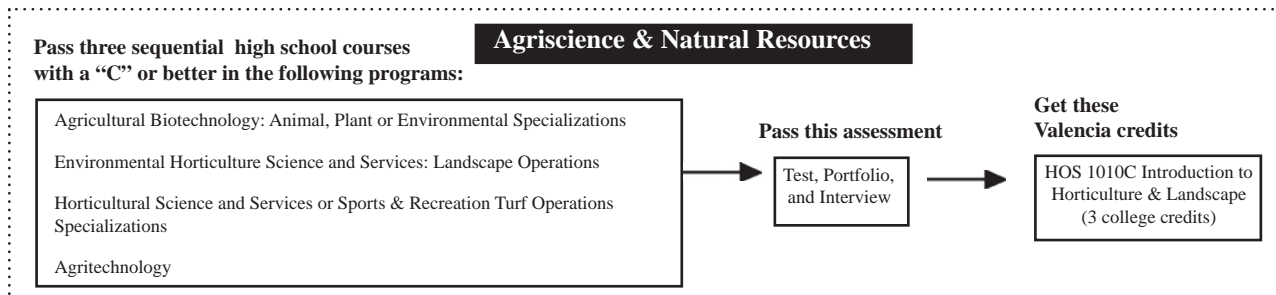 Agriscience & Natural Resources
Pass three sequential high school courses
with a “C” or better in the following programs:
Agricultural Biotechnology: Animal, Plant or Environmental Specializations
Environmental Horticulture Science and Services: Landscape Operations
Horticultural Science and Services or Sports & Recreation Turf Operations
Specializations
Agritechnology
Pass this assessment
Test, Portfolio,
and Interview
Get these
Valencia credits
HOS 1010C Introduction to
Horticulture & Landscape
(3 college credits)